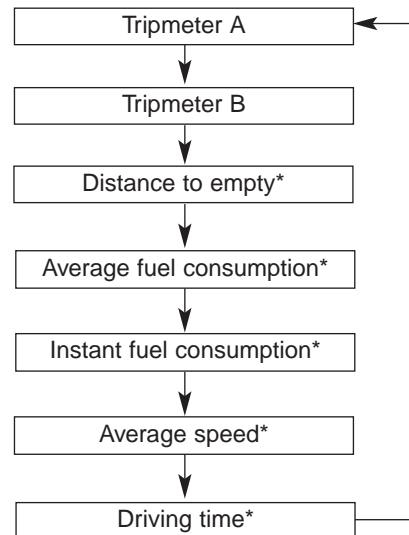 Tripmeter A
Tripmeter B
Distance to empty*
Average fuel consumption*
Instant fuel consumption*
Average speed*
Driving time*